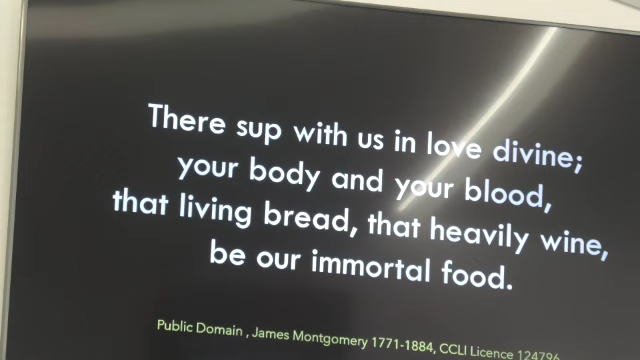 There sup with us in love divine;
your body and your blood,
that living bread, that heavily wine,
be our immortal food.
Public Domain , James Montgomery 1771-1884, CCLI Licence 124796